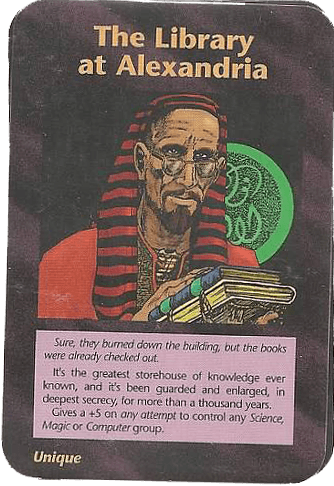 The Library
at Alexandria
Sure, they burned down the building, but the books
were already checked out.
It's the greatest storehouse of knowledge ever
known, and it's been guarded and enlarged, in
deepest secrecy, for more than a thousand years.
Gives a +5 on any attempt to control any Science,
Magic or Computer group.
Unique